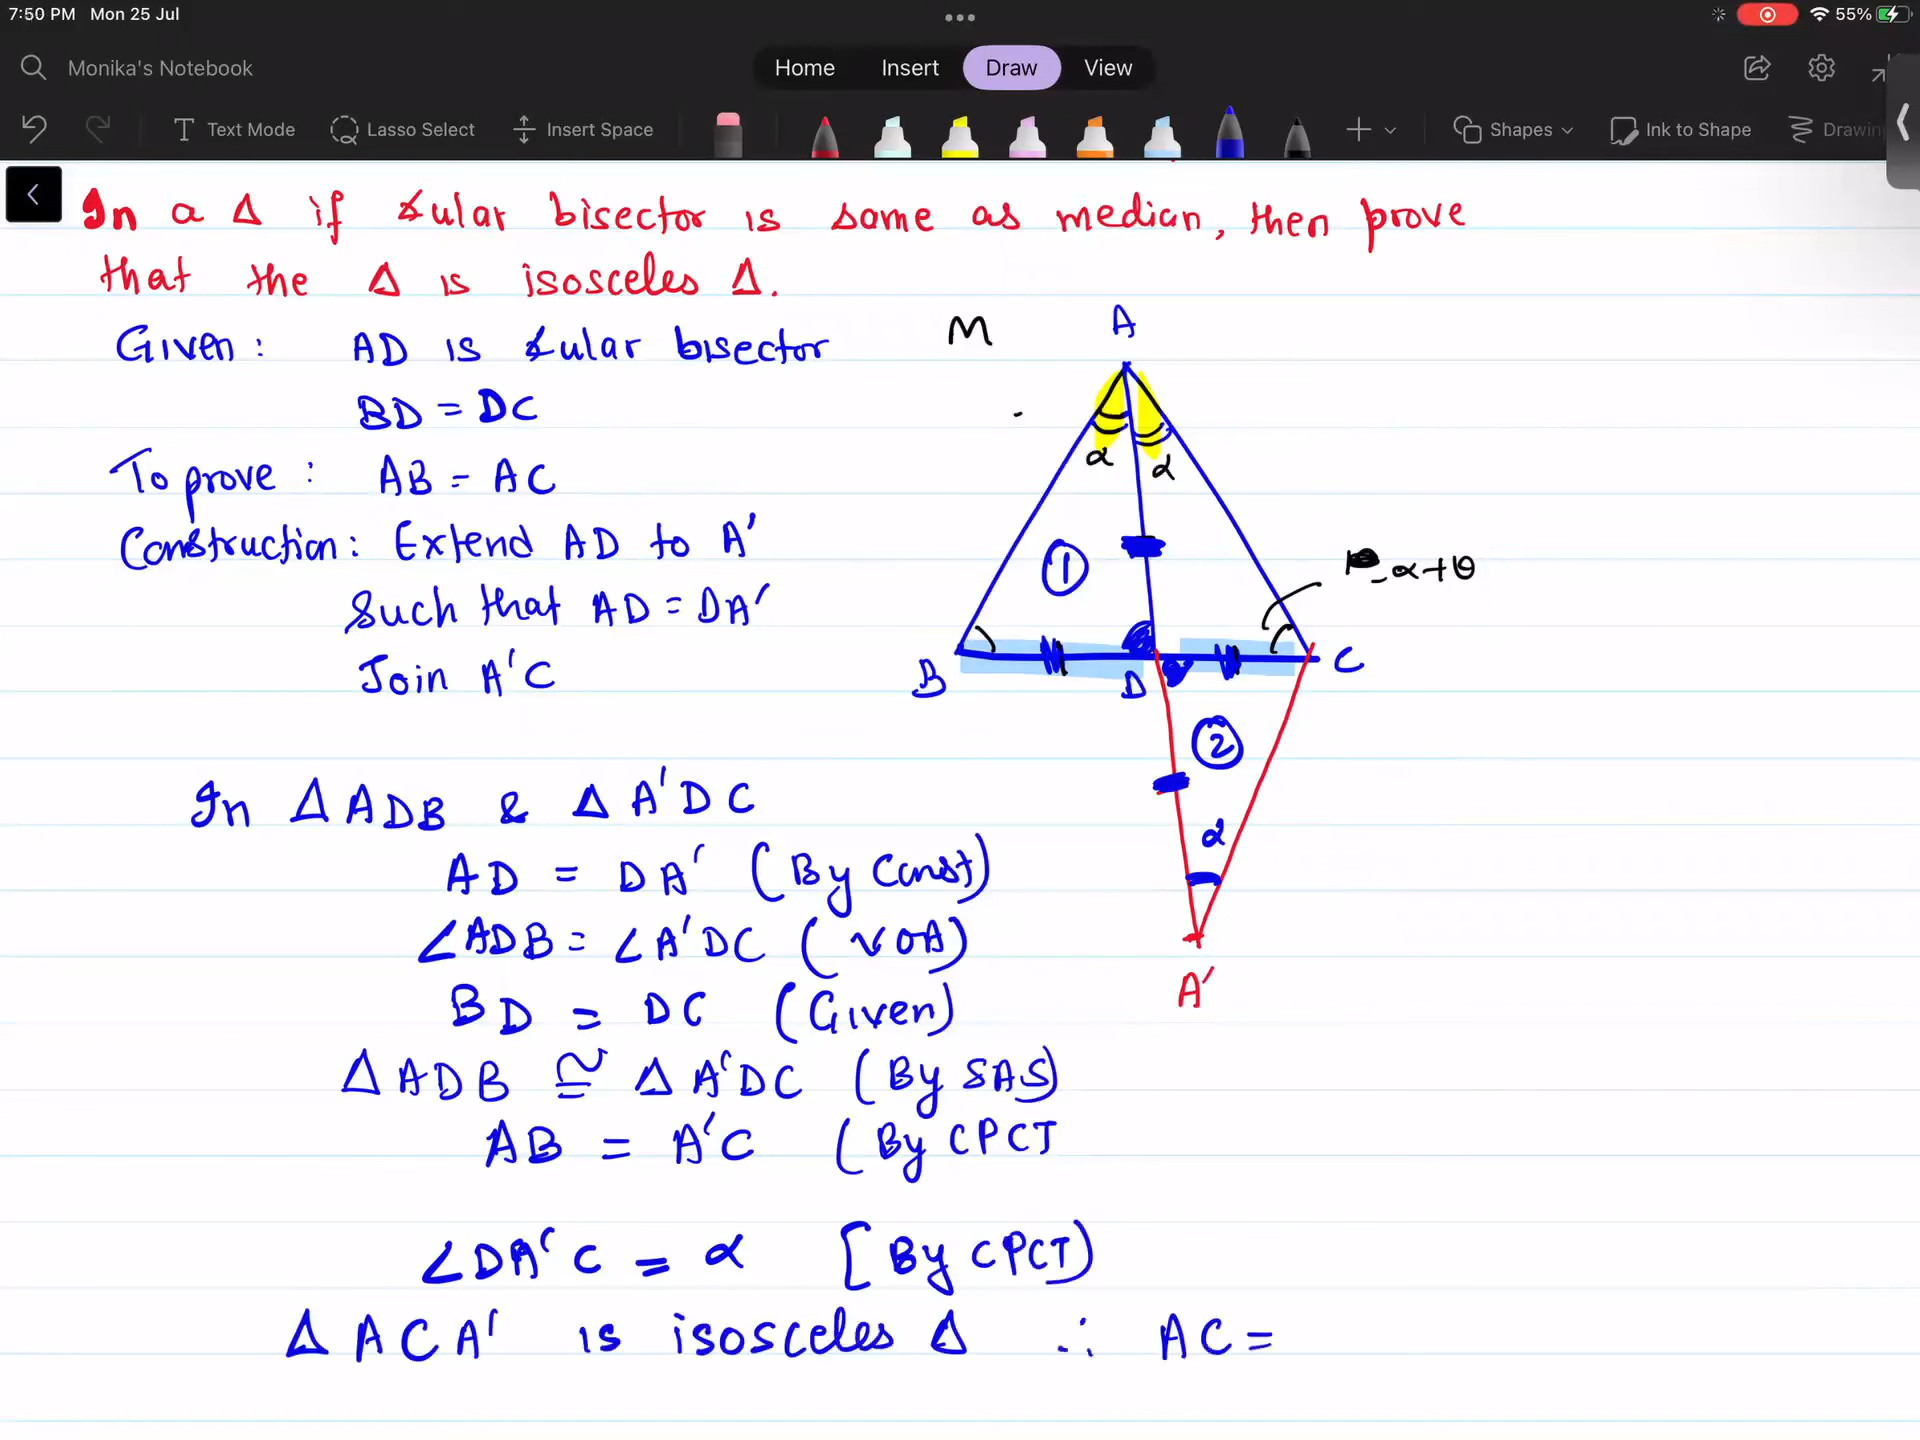 7:50 PM Mon 25 Jul
55%
Monika's Notebook
Home Insert Draw View
Text Mode Lasso Select Insert Space Shapes Ink to Shape Drawin
In a Δ if ∡ular bisector is same as median, then prove
that the Δ is isosceles Δ.
Given: AD is ∡ular bisector
BD = DC
To prove: AB = AC
Construction: Extend AD to A'
Such that AD = DA'
Join A'C
In Δ ADB & Δ A'DC
AD = DA' (By Const)
∠ADB = ∠A'DC (VOA)
BD = DC (Given)
Δ ADB ≅ Δ A'DC (By SAS)
AB = A'C (By CPCT
∠DA'C = α [By CPCT)
Δ ACA' is isosceles Δ ∴ AC =
M
A
α α
1
α+θ
B D C
2
α
A'